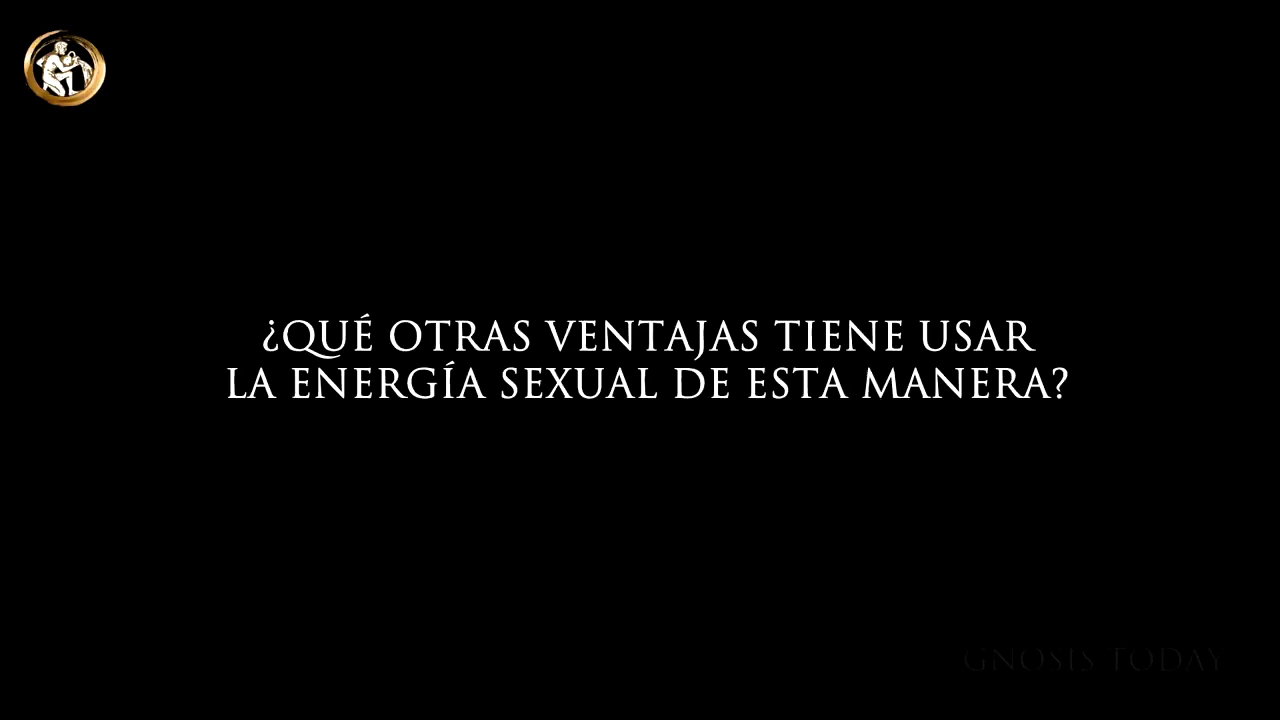 ¿QUÉ OTRAS VENTAJAS TIENE USAR
LA ENERGÍA SEXUAL DE ESTA MANERA?
GNOSIS TODAY